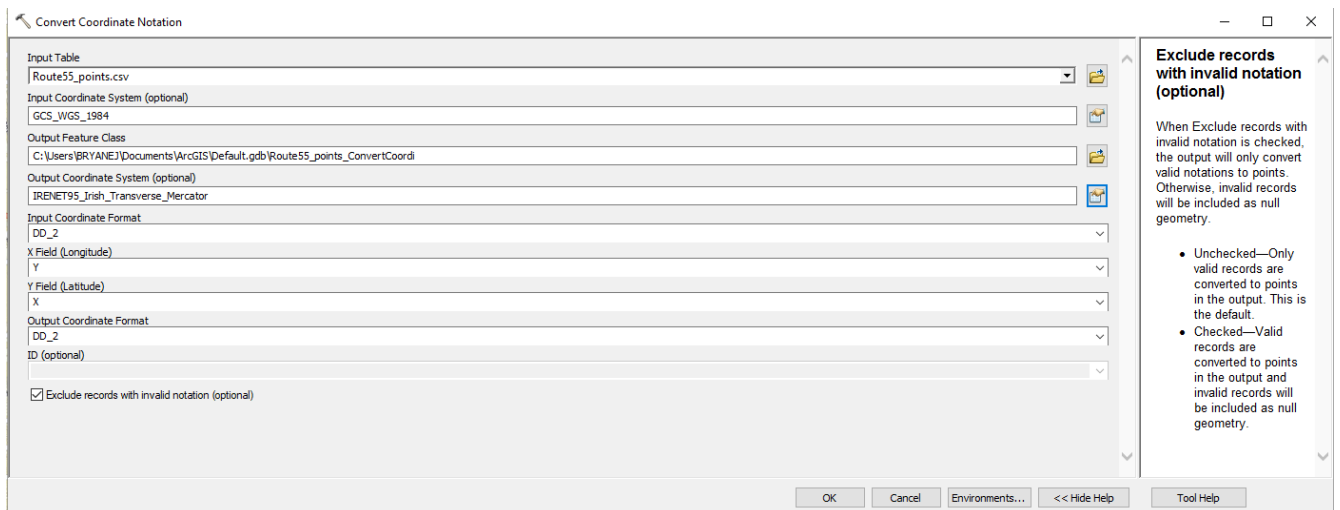 Convert Coordinate Notation
Input Table
Route55_points.csv
Input Coordinate System (optional)
GCS_WGS_1984
Output Feature Class
C:\Users\BRYANEJ\Documents\ArcGIS\Default.gdb\Route55_points_ConvertCoordi
Output Coordinate System (optional)
IRENET95_Irish_Transverse_Mercator
Input Coordinate Format
DD_2
X Field (Longitude)
Y
Y Field (Latitude)
X
Output Coordinate Format
DD_2
ID (optional)
Exclude records with invalid notation (optional)
Exclude records
with invalid notation
(optional)
When Exclude records with
invalid notation is checked,
the output will only convert
valid notations to points.
Otherwise, invalid records
will be included as null
geometry.
• Unchecked—Only
valid records are
converted to points
in the output. This is
the default.
• Checked—Valid
records are
converted to points
in the output and
invalid records will
be included as null
geometry.
OK
Cancel
Environments...
<< Hide Help
Tool Help